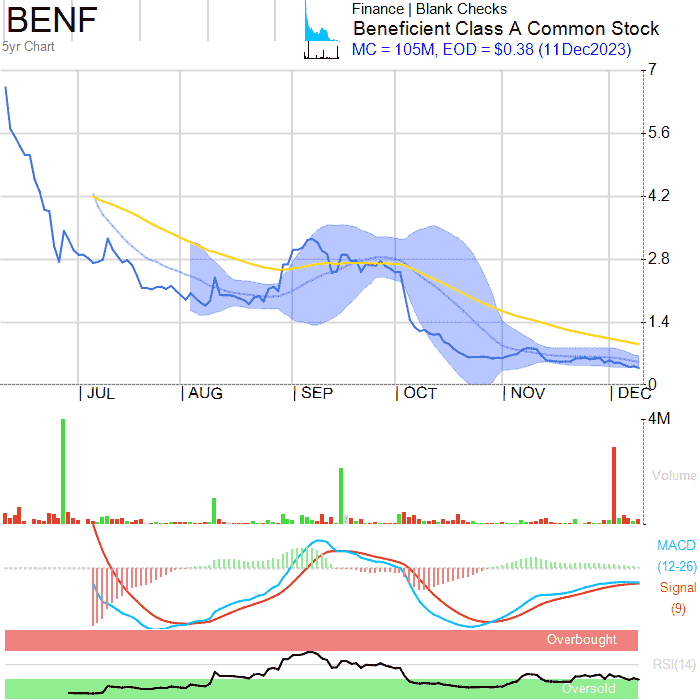 BENF
5yr Chart
Finance | Blank Checks
Beneficient Class A Common Stock
MC = 105M, EOD = $0.38 (11Dec2023)
7
5.6
4.2
2.8
1.4
0
JUL AUG SEP OCT NOV DEC
4M
Volume
MACD
(12-26)
Signal
(9)
Overbought
RSI(14)
Oversold